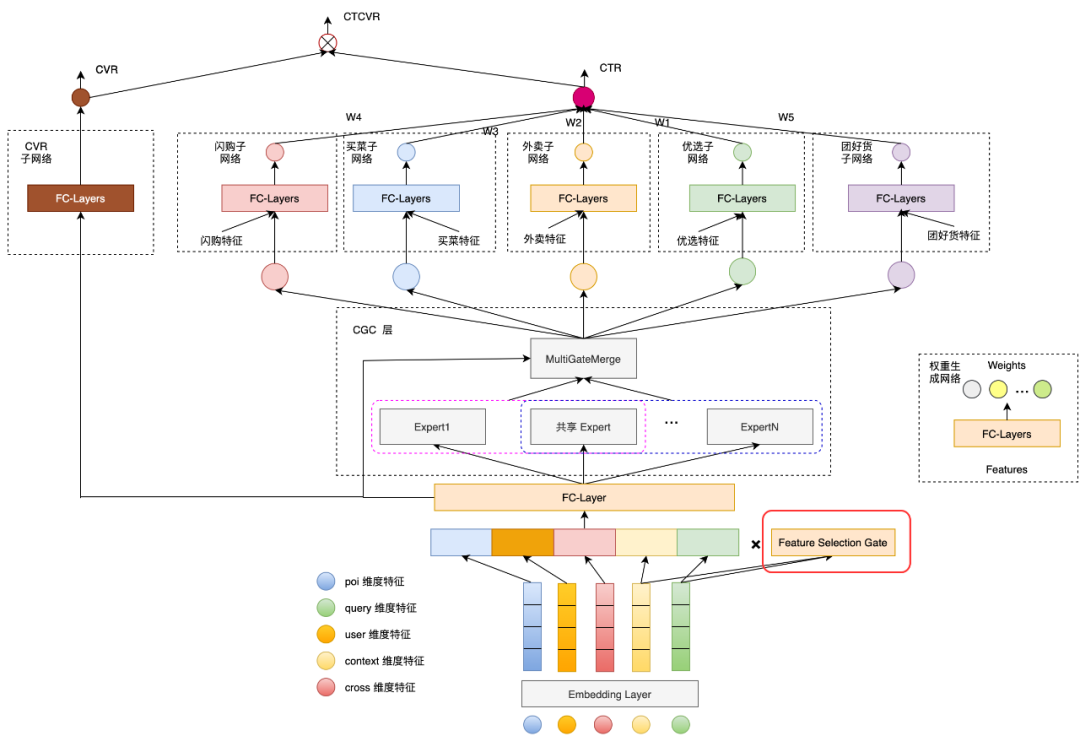 CTCVR
CVR
CTR
W4
W3
W2
W1
W5
CVR
子网络
闪购子
网络
买菜子
网络
外卖子
网络
优选子
网络
团好货
子网络
FC-Layers
FC-Layers
FC-Layers
FC-Layers
FC-Layers
FC-Layers
闪购特征
买菜特征
外卖特征
优选特征
团好货特征
CGC 层
MultiGateMerge
Expert1
共享 Expert
...
ExpertN
权重生
成网络
Weights
...
FC-Layers
Features
FC-Layer
×
Feature Selection Gate
poi 维度特征
query 维度特征
user 维度特征
context 维度特征
cross 维度特征
Embedding Layer